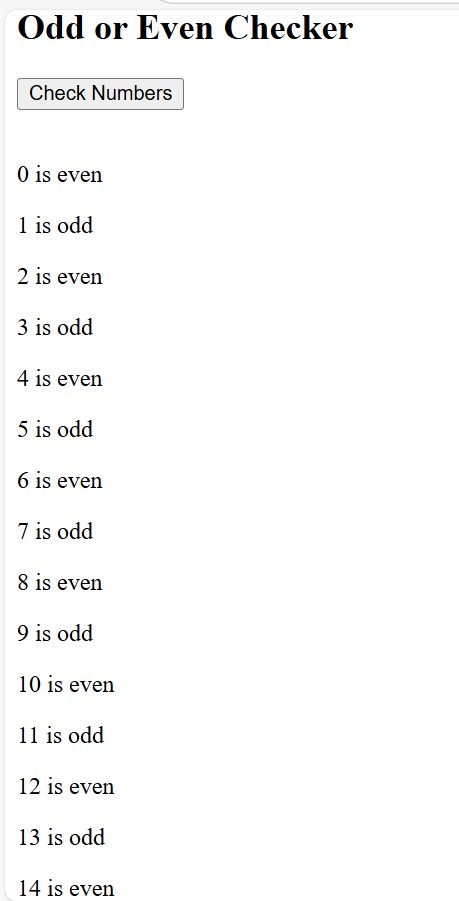 Odd or Even Checker
Check Numbers
0 is even
1 is odd
2 is even
3 is odd
4 is even
5 is odd
6 is even
7 is odd
8 is even
9 is odd
10 is even
11 is odd
12 is even
13 is odd
14 is even